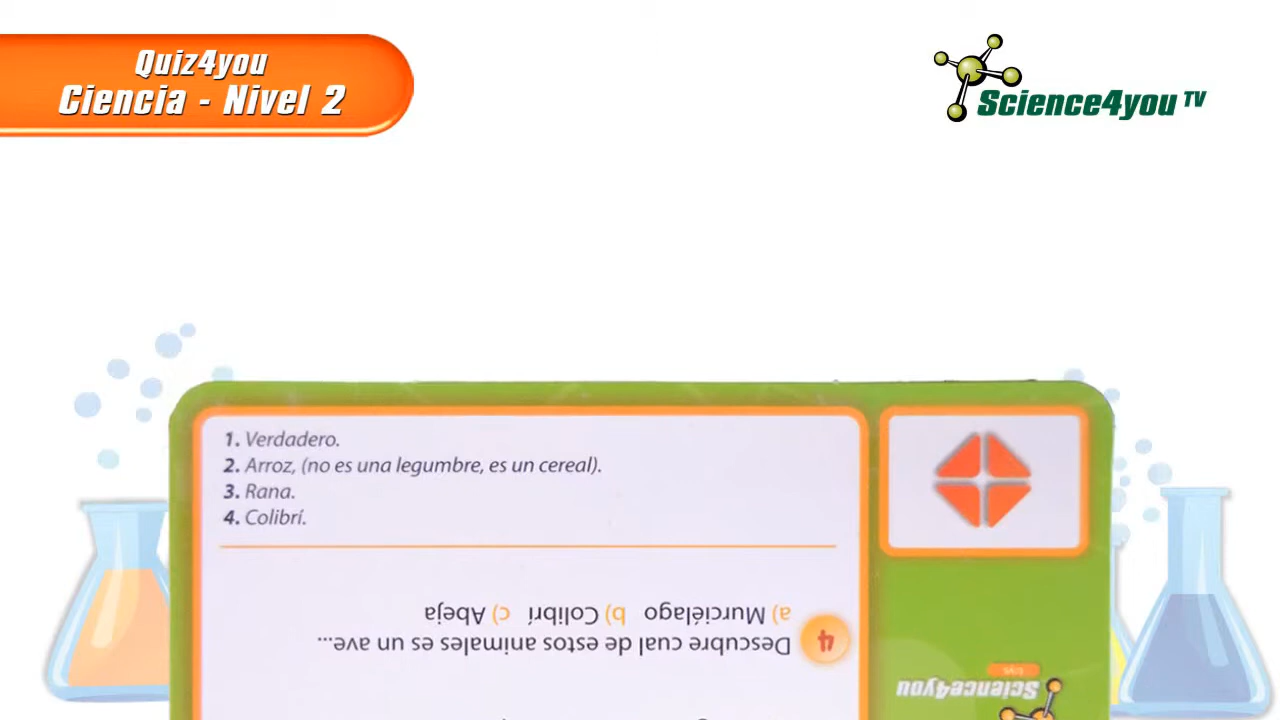 Quiz4you
Ciencia - Nivel 2
Science4you TV
1. Verdadero.
2. Arroz, (no es una legumbre, es un cereal).
3. Rana.
4. Colibrí.
4
Descubre cual de estos animales es un ave...
a) Murciélago b) Colibrí c) Abeja
Science4you
toys